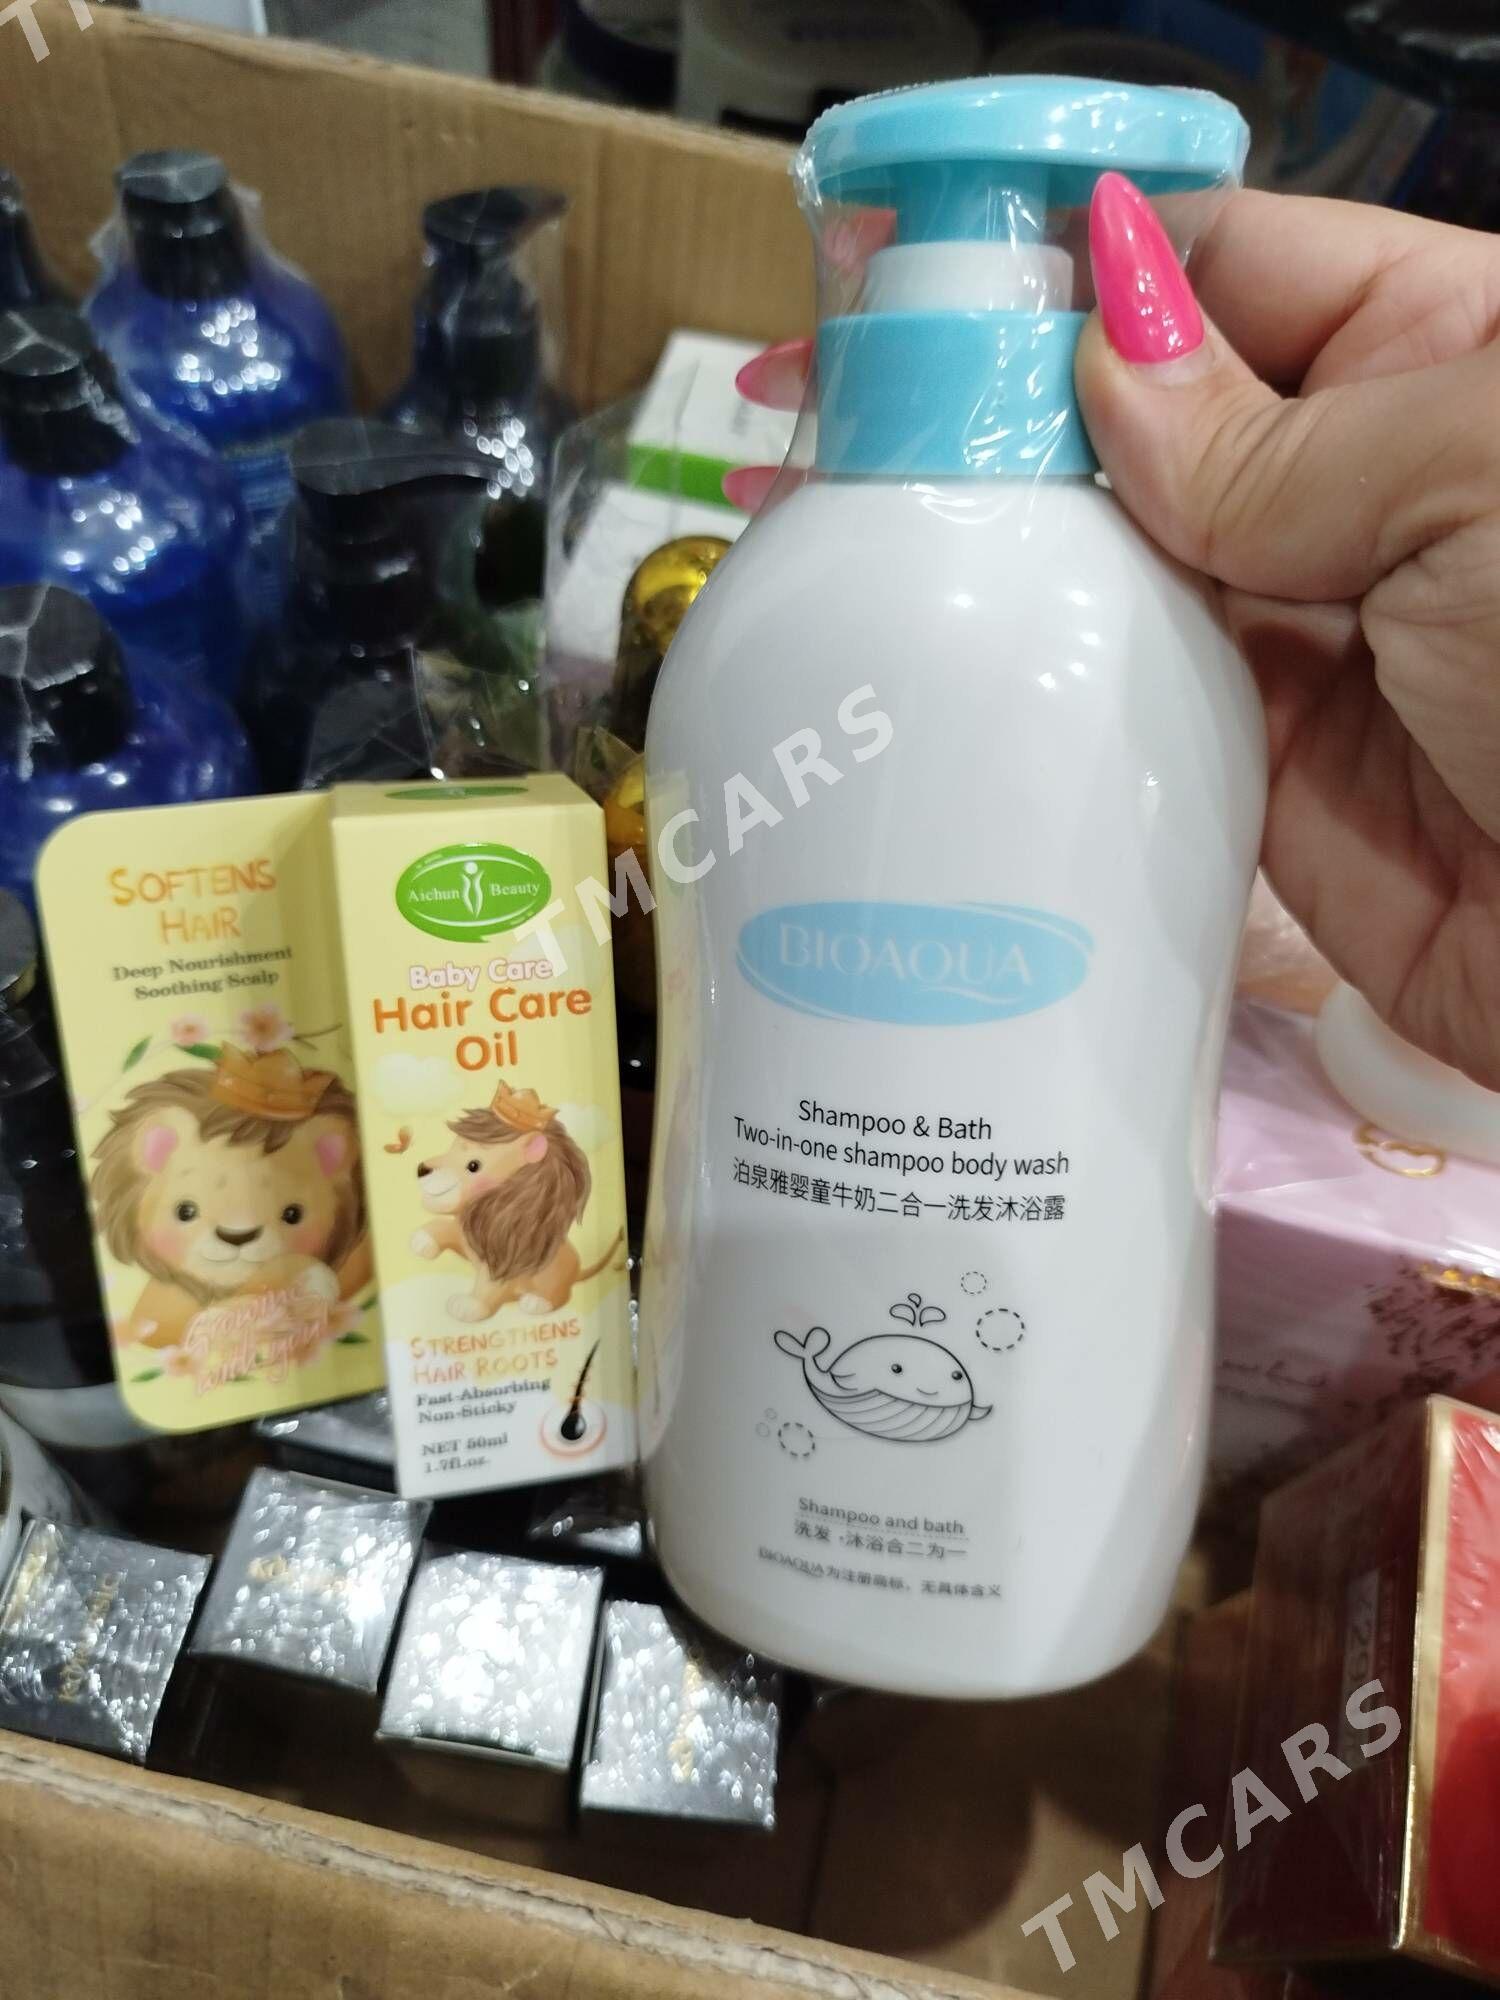 SOFTENS
HAIR
Deep Nourishment
Soothing Scalp
Growing
with you
Aichun Beauty
Baby Care
Hair Care
Oil
STRENGTHENS
HAIR ROOTS
Fast-Absorbing
Non-Sticky
NET 50ml
1.7fl.oz.
BIOAQUA
Shampoo & Bath
Two-in-one shampoo body wash
泊泉雅婴童牛奶二合一洗发沐浴露
Shampoo and bath
洗发·沐浴合二为一
BIOAQUA为注册商标，无具体含义
TMCARS
TMCARS